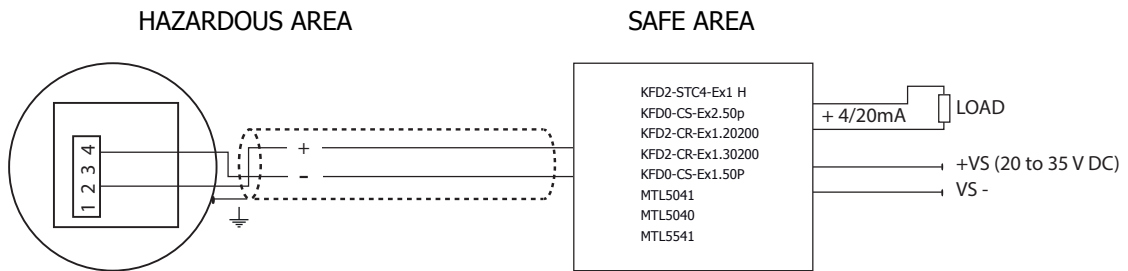 HAZARDOUS AREA
SAFE AREA
1 2 3 4
+
–
KFD2-STC4-Ex1 H
KFD0-CS-Ex2.50p
KFD2-CR-Ex1.20200
KFD2-CR-Ex1.30200
KFD0-CS-Ex1.50P
MTL5041
MTL5040
MTL5541
+ 4/20mA
LOAD
+VS (20 to 35 V DC)
VS -